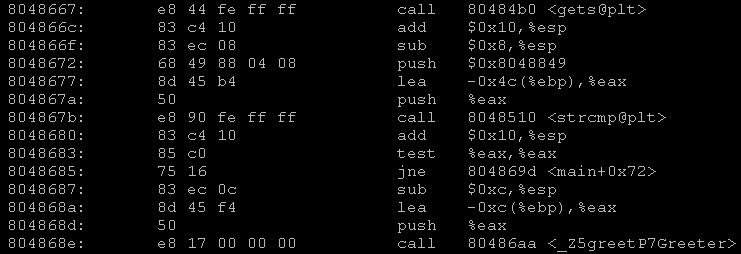 8048667: e8 44 fe ff ff call 80484b0 <gets@plt>
804866c: 83 c4 10 add $0x10,%esp
804866f: 83 ec 08 sub $0x8,%esp
8048672: 68 49 88 04 08 push $0x8048849
8048677: 8d 45 b4 lea -0x4c(%ebp),%eax
804867a: 50 push %eax
804867b: e8 90 fe ff ff call 8048510 <strcmp@plt>
8048680: 83 c4 10 add $0x10,%esp
8048683: 85 c0 test %eax,%eax
8048685: 75 16 jne 804869d <main+0x72>
8048687: 83 ec 0c sub $0xc,%esp
804868a: 8d 45 f4 lea -0xc(%ebp),%eax
804868d: 50 push %eax
804868e: e8 17 00 00 00 call 80486aa <_Z5greetP7Greeter>